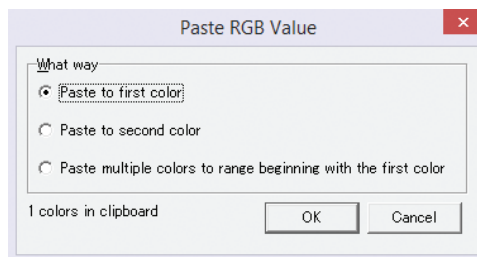 Paste RGB Value
What way
Paste to first color
Paste to second color
Paste multiple colors to range beginning with the first color
1 colors in clipboard
OK
Cancel